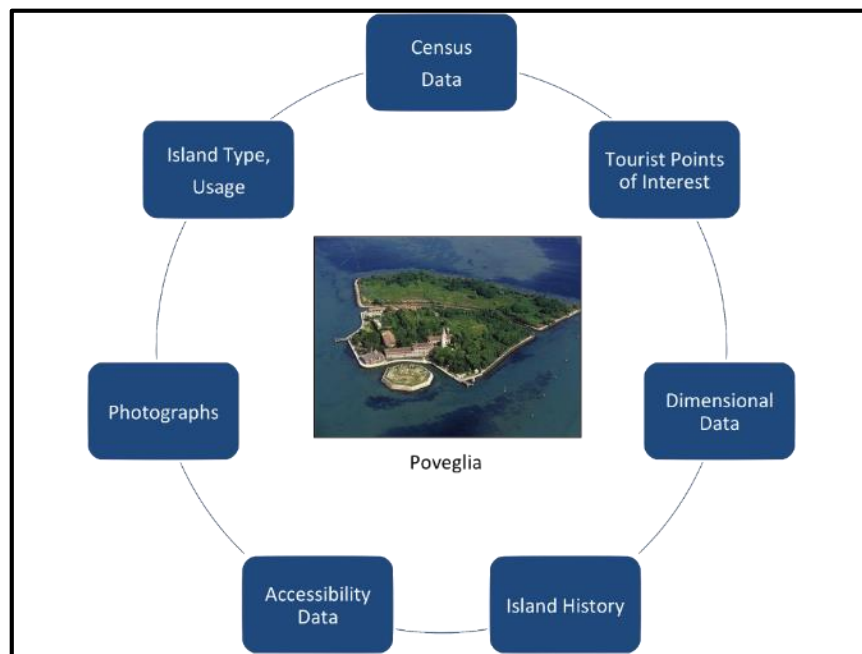 Census
Data
Tourist Points
of Interest
Dimensional
Data
Island History
Accessibility
Data
Photographs
Island Type,
Usage
Poveglia